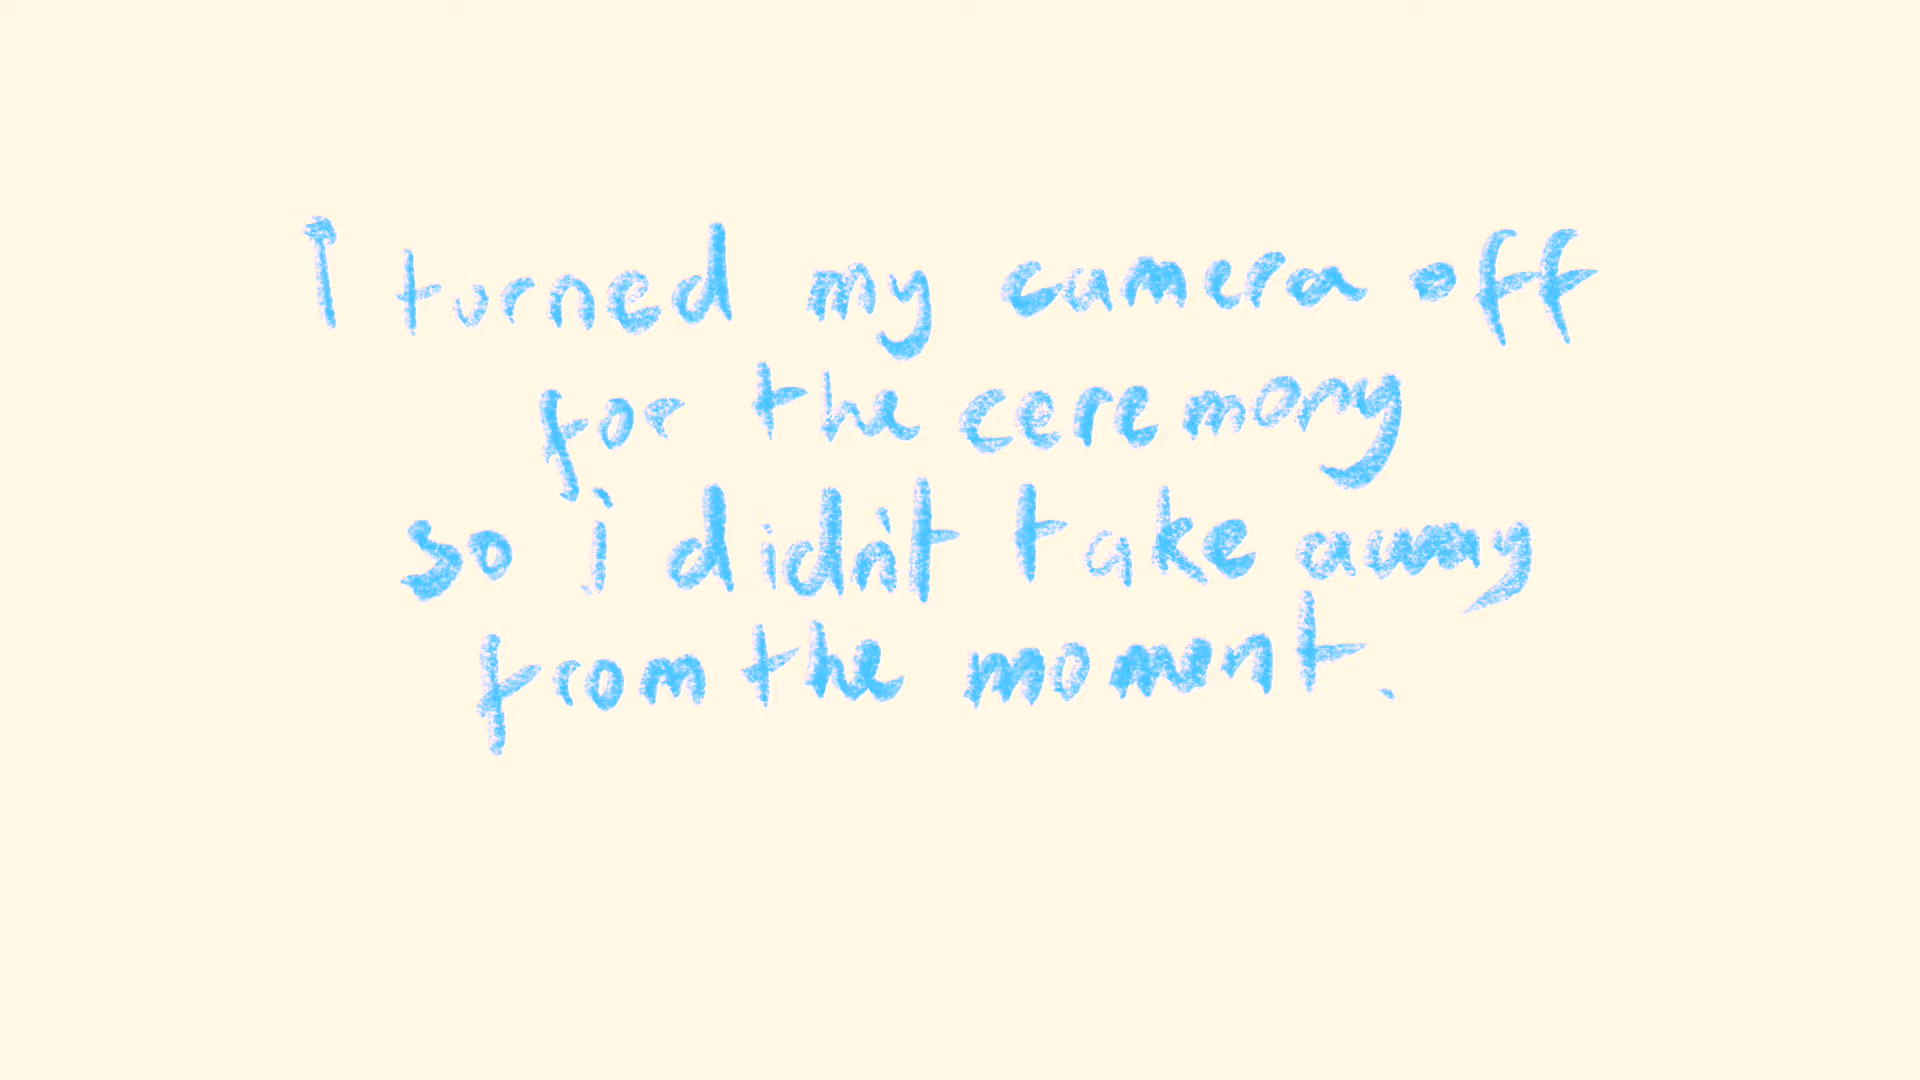 I turned my camera off
for the ceremony
so i didn't take away
from the moment.